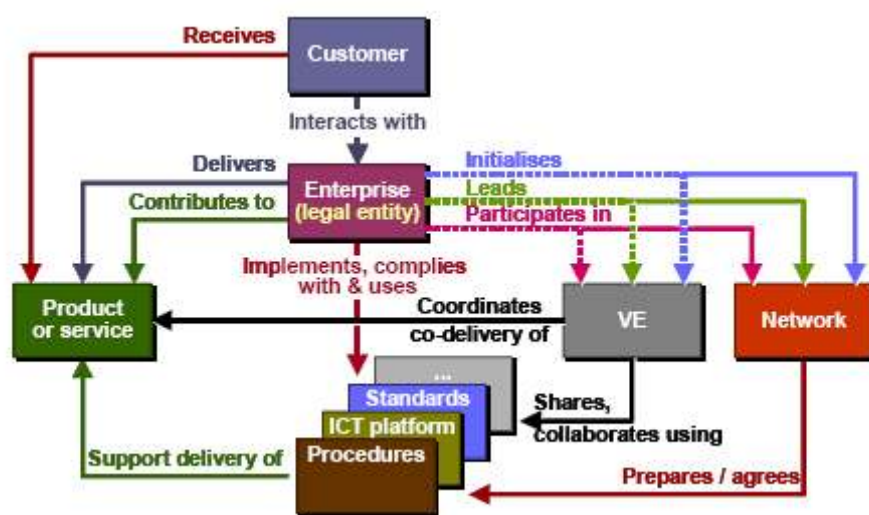 Receives
Customer
Interacts with
Delivers
Initialises
Enterprise
(legal entity)
Leads
Contributes to
Participates in
Implements, complies
with & uses
Product
or service
Coordinates
co-delivery of
VE
Network
...
Standards
ICT platform
Procedures
Shares,
collaborates using
Support delivery of
Prepares / agrees